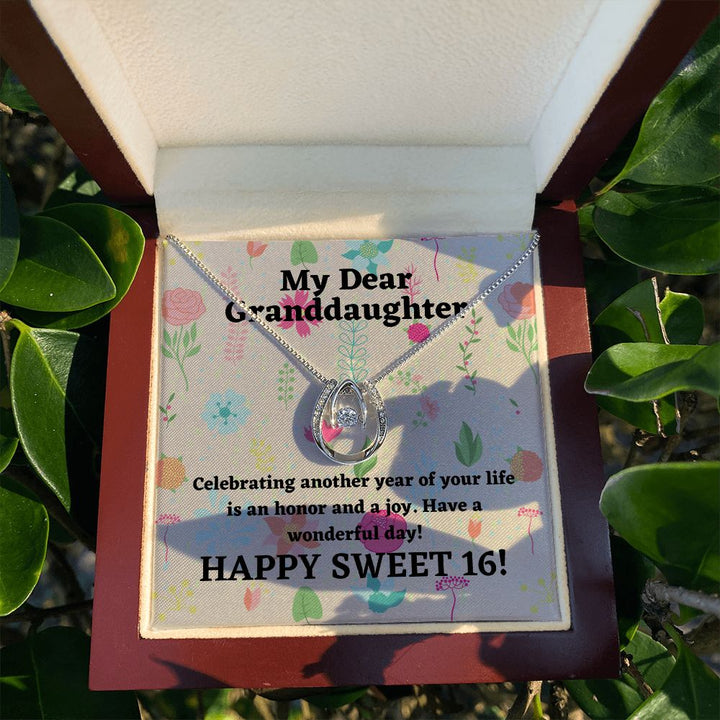 My Dear
Granddaughter
Celebrating another year of your life
is an honor and a joy. Have a
wonderful day!
HAPPY SWEET 16!